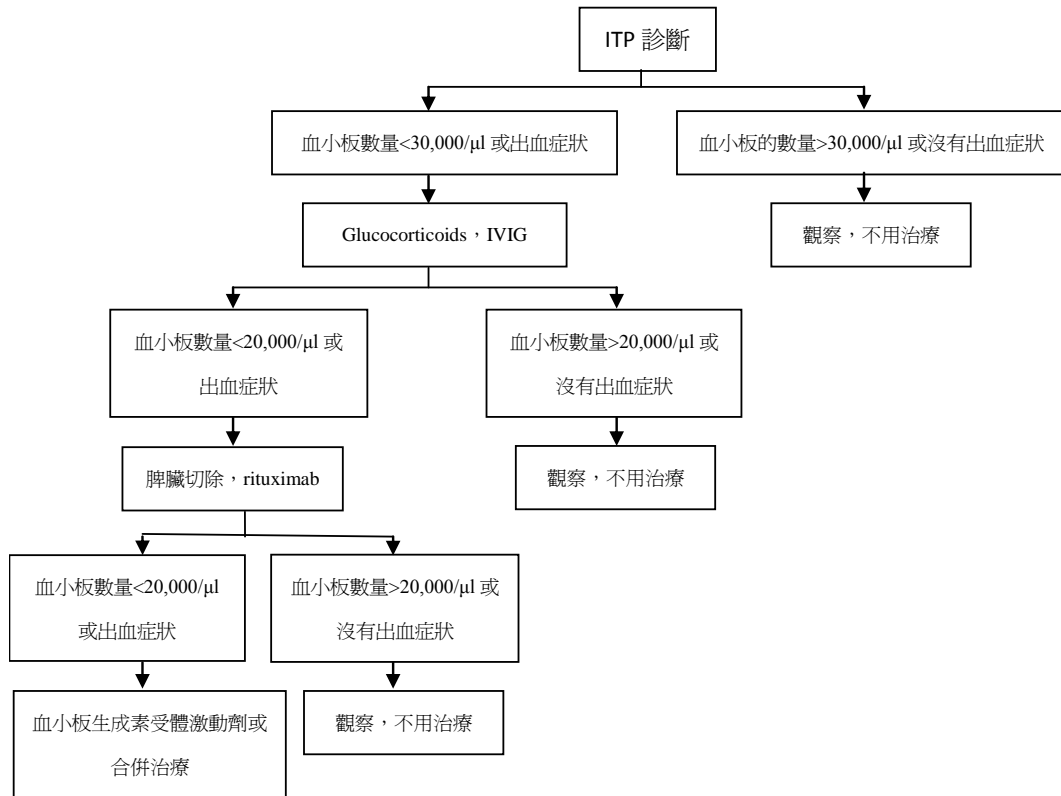 ITP 診斷
血小板數量<30,000/μl 或出血症狀
血小板的數量>30,000/μl 或沒有出血症狀
Glucocorticoids，IVIG
觀察，不用治療
血小板數量<20,000/μl 或
出血症狀
血小板數量>20,000/μl 或
沒有出血症狀
脾臟切除，rituximab
觀察，不用治療
血小板數量<20,000/μl
或出血症狀
血小板數量>20,000/μl 或
沒有出血症狀
血小板生成素受體激動劑或
合併治療
觀察，不用治療